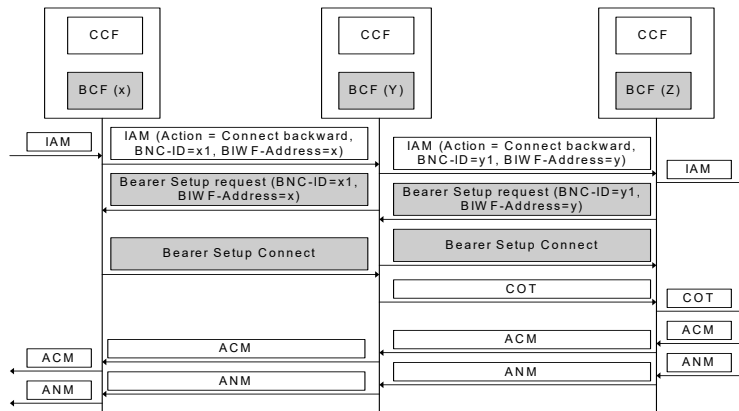 CCF
CCF
CCF
BCF (x)
BCF (Y)
BCF (Z)
IAM
IAM (Action = Connect backward,
BNC-ID=x1, BIWF-Address=x)
IAM (Action = Connect backward,
BNC-ID=y1, BIWF-Address=y)
IAM
Bearer Setup request (BNC-ID=x1,
BIWF-Address=x)
Bearer Setup request (BNC-ID=y1,
BIWF-Address=y)
Bearer Setup Connect
Bearer Setup Connect
COT
COT
ACM
ACM
ACM
ACM
ANM
ANM
ANM
ANM